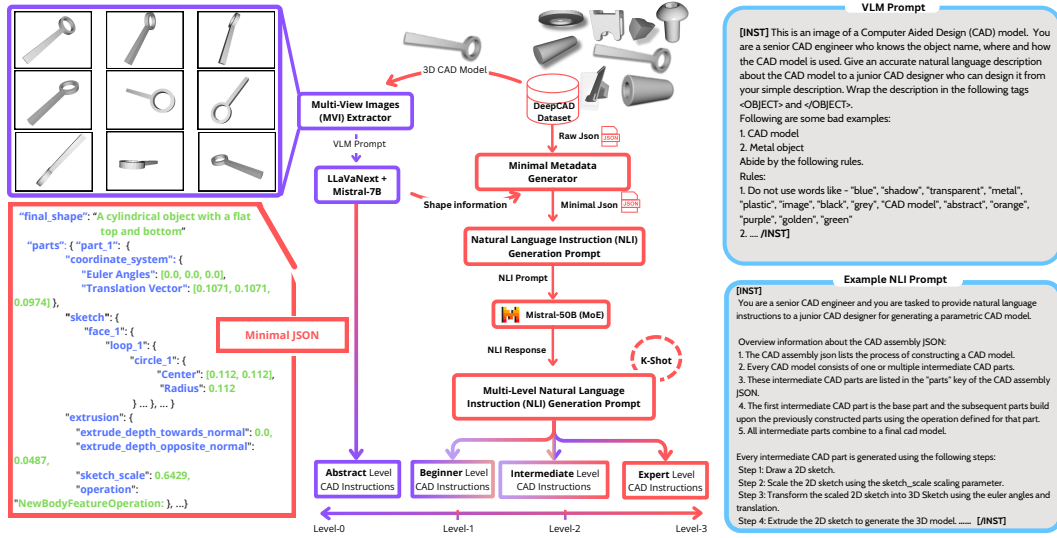 3D CAD Model
DeepCAD
Dataset
Multi-View Images
(MVI) Extractor
VLM Prompt
LLaVaNext +
Mistral-7B
Raw Json
JSON
Minimal Metadata
Generator
Shape information
Minimal Json
JSON
Natural Language Instruction (NLI)
Generation Prompt
NLI Prompt
Mistral-50B (MoE)
NLI Response
K-Shot
Multi-Level Natural Language
Instruction (NLI) Generation Prompt
Abstract Level
CAD Instructions
Beginner Level
CAD Instructions
Intermediate Level
CAD Instructions
Expert Level
CAD Instructions
Level-0
Level-1
Level-2
Level-3
"final_shape": "A cylindrical object with a flat
top and bottom"
"parts": { "part_1": {
"coordinate_system": {
"Euler Angles": [0.0, 0.0, 0.0],
"Translation Vector": [0.1071, 0.1071,
0.0974] },
"sketch": {
"face_1": {
"loop_1": {
"circle_1": {
"Center": [0.112, 0.112],
"Radius": 0.112
} ... }, ... }
"extrusion": {
"extrude_depth_towards_normal": 0.0,
"extrude_depth_opposite_normal":
0.0487,
"sketch_scale": 0.6429,
"operation":
"NewBodyFeatureOperation: }, ...}
Minimal JSON
VLM Prompt
[INST] This is an image of a Computer Aided Design (CAD) model. You
are a senior CAD engineer who knows the object name, where and how
the CAD model is used. Give an accurate natural language description
about the CAD model to a junior CAD designer who can design it from
your simple description. Wrap the description in the following tags
<OBJECT> and </OBJECT>.
Following are some bad examples:
1. CAD model
2. Metal object
Abide by the following rules.
Rules:
1. Do not use words like - "blue", "shadow", "transparent", "metal",
"plastic", "image", "black", "grey", "CAD model", "abstract", "orange",
"purple", "golden", "green"
2. .... /INST]
Example NLI Prompt
[INST]
You are a senior CAD engineer and you are tasked to provide natural language
instructions to a junior CAD designer for generating a parametric CAD model.
Overview information about the CAD assembly JSON:
1. The CAD assembly json lists the process of constructing a CAD model.
2. Every CAD model consists of one or multiple intermediate CAD parts.
3. These intermediate CAD parts are listed in the "parts" key of the CAD assembly
JSON.
4. The first intermediate CAD part is the base part and the subsequent parts build
upon the previously constructed parts using the operation defined for that part.
5. All intermediate parts combine to a final cad model.
Every intermediate CAD part is generated using the following steps:
Step 1: Draw a 2D sketch.
Step 2: Scale the 2D sketch using the sketch_scale scaling parameter.
Step 3: Transform the scaled 2D sketch into 3D Sketch using the euler angles and
translation.
Step 4: Extrude the 2D sketch to generate the 3D model. ...... [/INST]